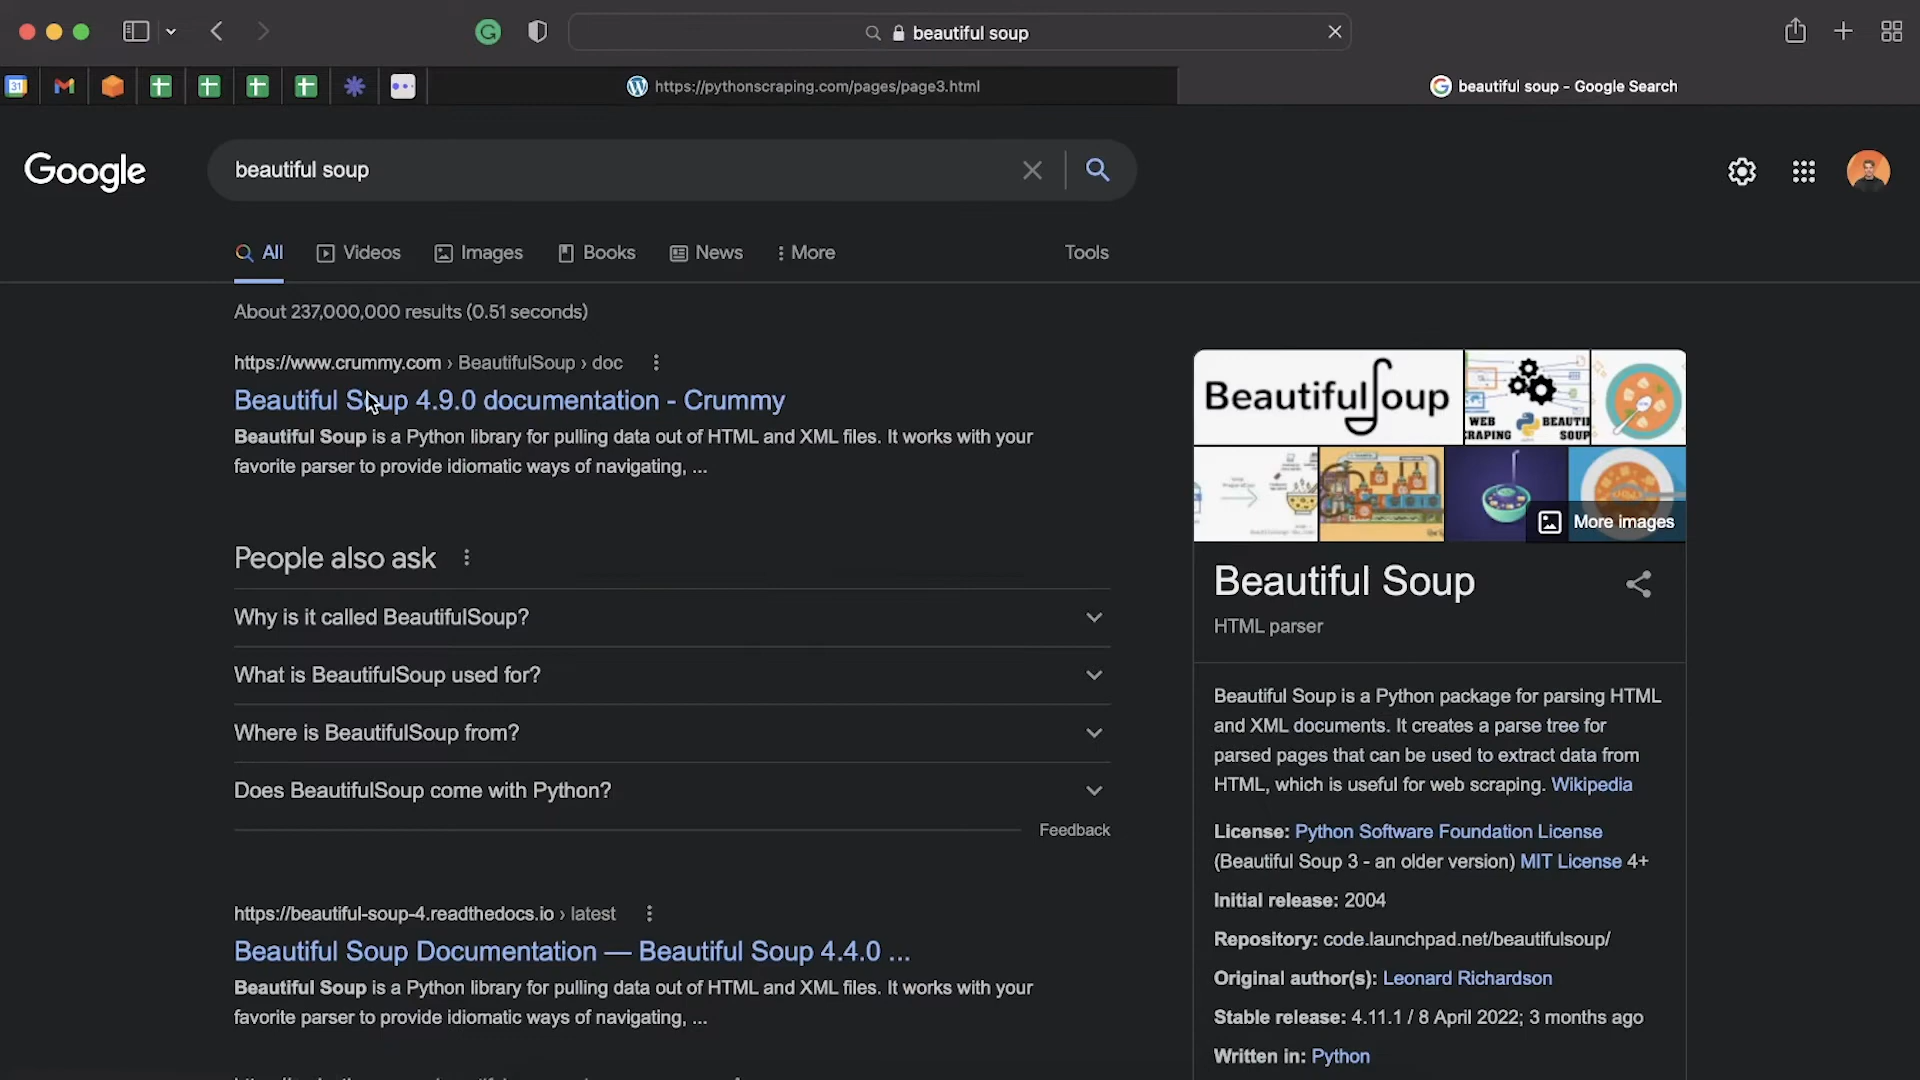 beautiful soup
31
https://pythonscraping.com/pages/page3.html
beautiful soup - Google Search
Google
beautiful soup
All
Videos
Images
Books
News
More
Tools
About 237,000,000 results (0.51 seconds)
https://www.crummy.com › BeautifulSoup › doc
Beautiful Soup 4.9.0 documentation - Crummy
Beautiful Soup is a Python library for pulling data out of HTML and XML files. It works with your
favorite parser to provide idiomatic ways of navigating, ...
People also ask
Why is it called BeautifulSoup?
What is BeautifulSoup used for?
Where is BeautifulSoup from?
Does BeautifulSoup come with Python?
Feedback
https://beautiful-soup-4.readthedocs.io › latest
Beautiful Soup Documentation — Beautiful Soup 4.4.0 ...
Beautiful Soup is a Python library for pulling data out of HTML and XML files. It works with your
favorite parser to provide idiomatic ways of navigating, ...
BeautifulSoup
WEB
RAPING
BEAUTI
SOUP
More images
Beautiful Soup
HTML parser
Beautiful Soup is a Python package for parsing HTML
and XML documents. It creates a parse tree for
parsed pages that can be used to extract data from
HTML, which is useful for web scraping. Wikipedia
License: Python Software Foundation License
(Beautiful Soup 3 - an older version) MIT License 4+
Initial release: 2004
Repository: code.launchpad.net/beautifulsoup/
Original author(s): Leonard Richardson
Stable release: 4.11.1 / 8 April 2022; 3 months ago
Written in: Python